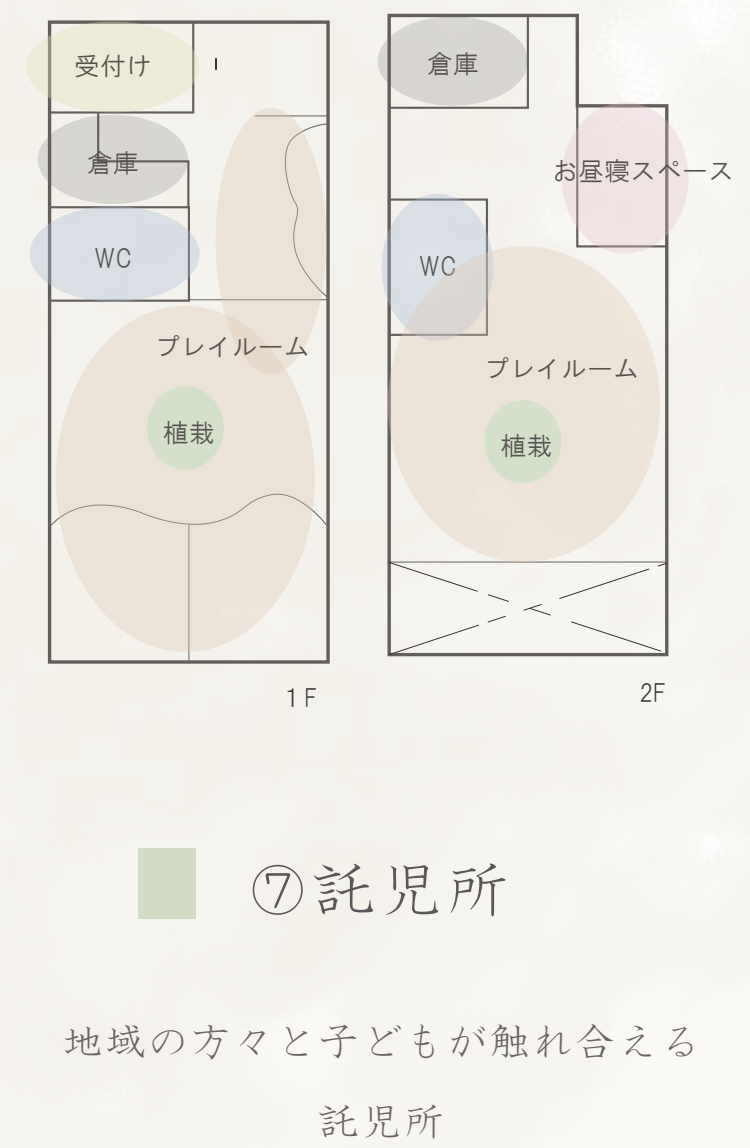 受付け
倉庫
WC
プレイルーム
植栽
1F
倉庫
お昼寝スペース
WC
プレイルーム
植栽
2F
⑦託児所
地域の方々と子どもが触れ合える
託児所